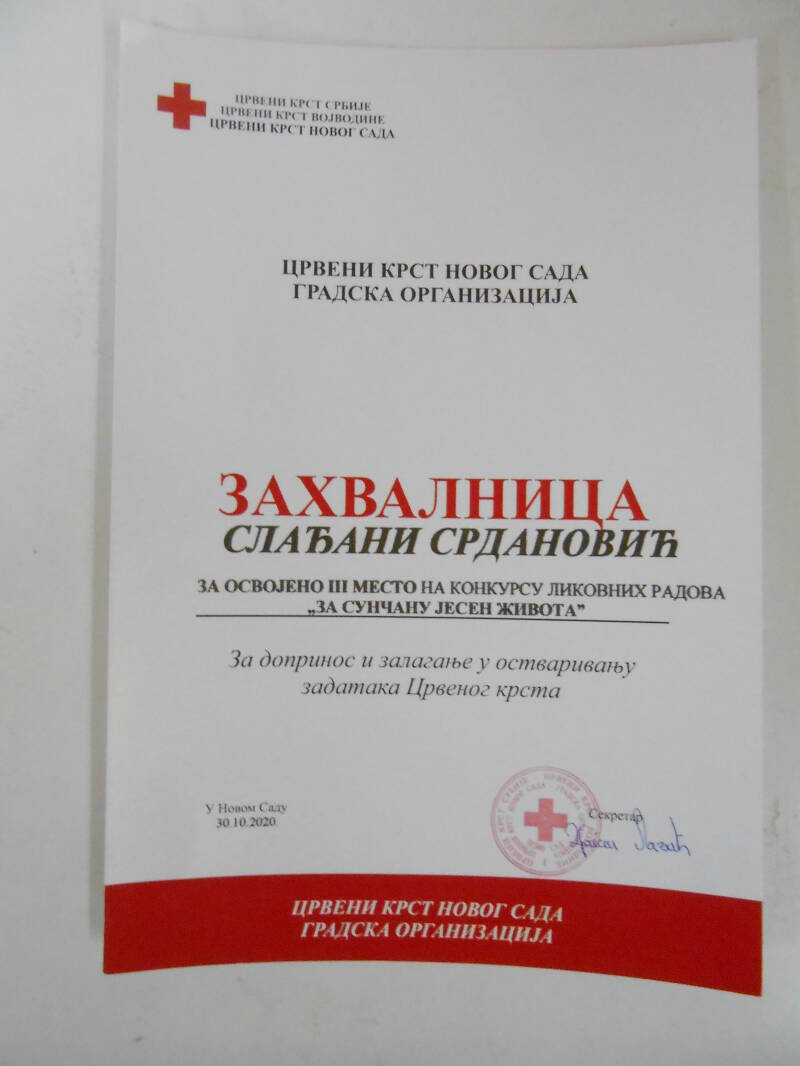 ЦРВЕНИ КРСТ СРБИЈЕ
ЦРВЕНИ КРСТ ВОЈВОДИНЕ
ЦРВЕНИ КРСТ НОВОГ САДА
ЦРВЕНИ КРСТ НОВОГ САДА
ГРАДСКА ОРГАНИЗАЦИЈА
ЗАХВАЛНИЦА
СЛАЂАНИ СРДАНОВИЋ
ЗА ОСВОЈЕНО III МЕСТО НА КОНКУРСУ ЛИКОВНИХ РАДОВА
„ЗА СУНЧАНУ ЈЕСЕН ЖИВОТА”
За допринос и залагање у остваривању
задатака Црвеног крста
У Новом Саду
30.10.2020.
Секретар
ЦРВЕНИ КРСТ НОВОГ САДА
ГРАДСКА ОРГАНИЗАЦИЈА